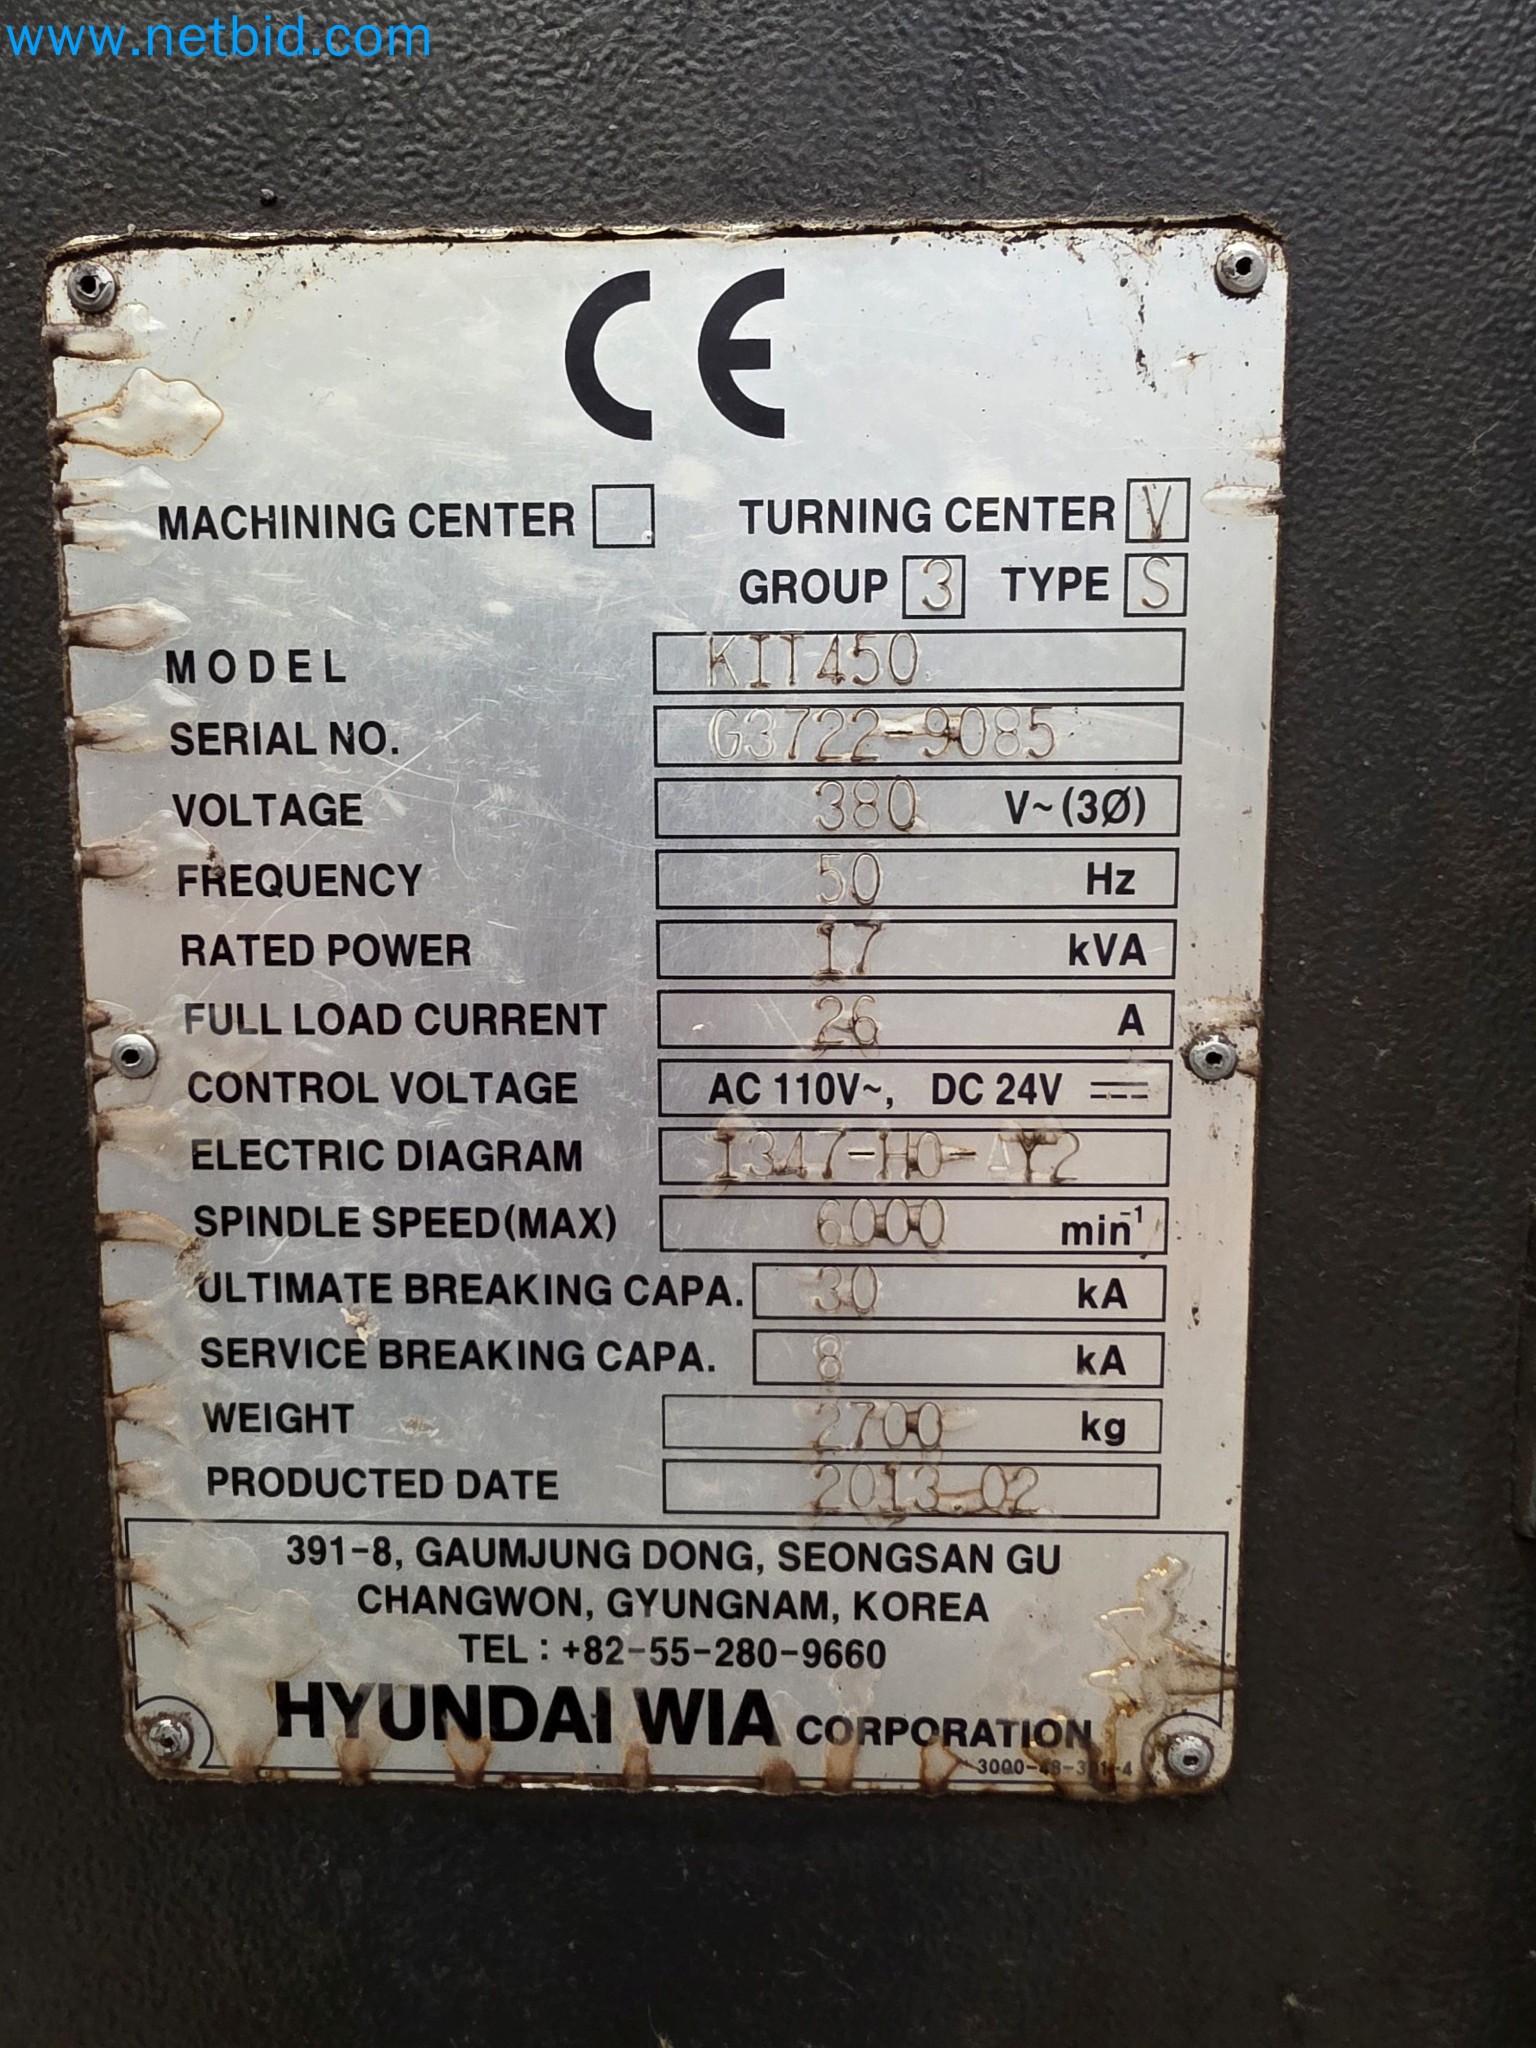 www.netbid.com
CE
MACHINING CENTER TURNING CENTER V
GROUP 3 TYPE S
MODEL KIT450
SERIAL NO. G3722-9085
VOLTAGE 380 V~(3Ø)
FREQUENCY 50 Hz
RATED POWER 17 kVA
FULL LOAD CURRENT 26 A
CONTROL VOLTAGE AC 110V~, DC 24V
ELECTRIC DIAGRAM 1347-H0-AY2
SPINDLE SPEED(MAX) 6000 min⁻¹
ULTIMATE BREAKING CAPA. 30 kA
SERVICE BREAKING CAPA. 8 kA
WEIGHT 2700 kg
PRODUCTED DATE 2013.02
391-8, GAUMJUNG DONG, SEONGSAN GU
CHANGWON, GYUNGNAM, KOREA
TEL : +82-55-280-9660
HYUNDAI WIA CORPORATION